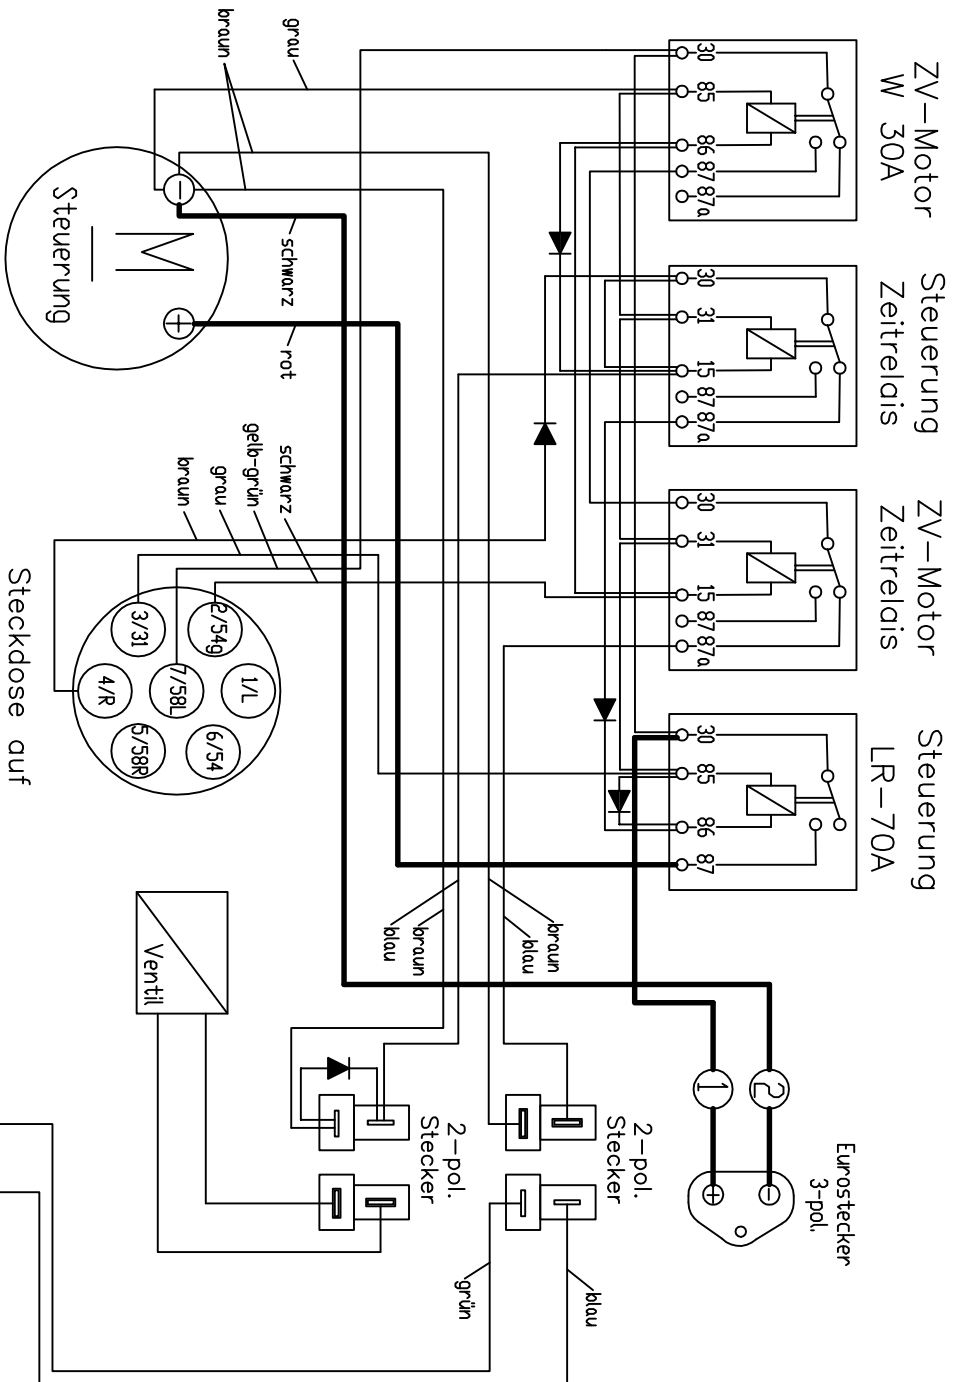 ZV-Motor
W 30A
30
85
86
87
87a
Steuerung
Zeitrelais
30
31
15
87
87a
ZV-Motor
Zeitrelais
30
31
15
87
87a
Steuerung
LR-70A
30
85
86
87
grau
braun
Steuerung
M
−
+
schwarz
rot
schwarz
gelb-grün
grau
braun
Steckdose auf
1/L
2/54g
3/31
4/R
5/58R
6/54
7/58L
braun
blau
braun
blau
Ventil
2-pol.
Stecker
2-pol.
Stecker
1
2
+
−
Eurostecker
3-pol.
grün
blau